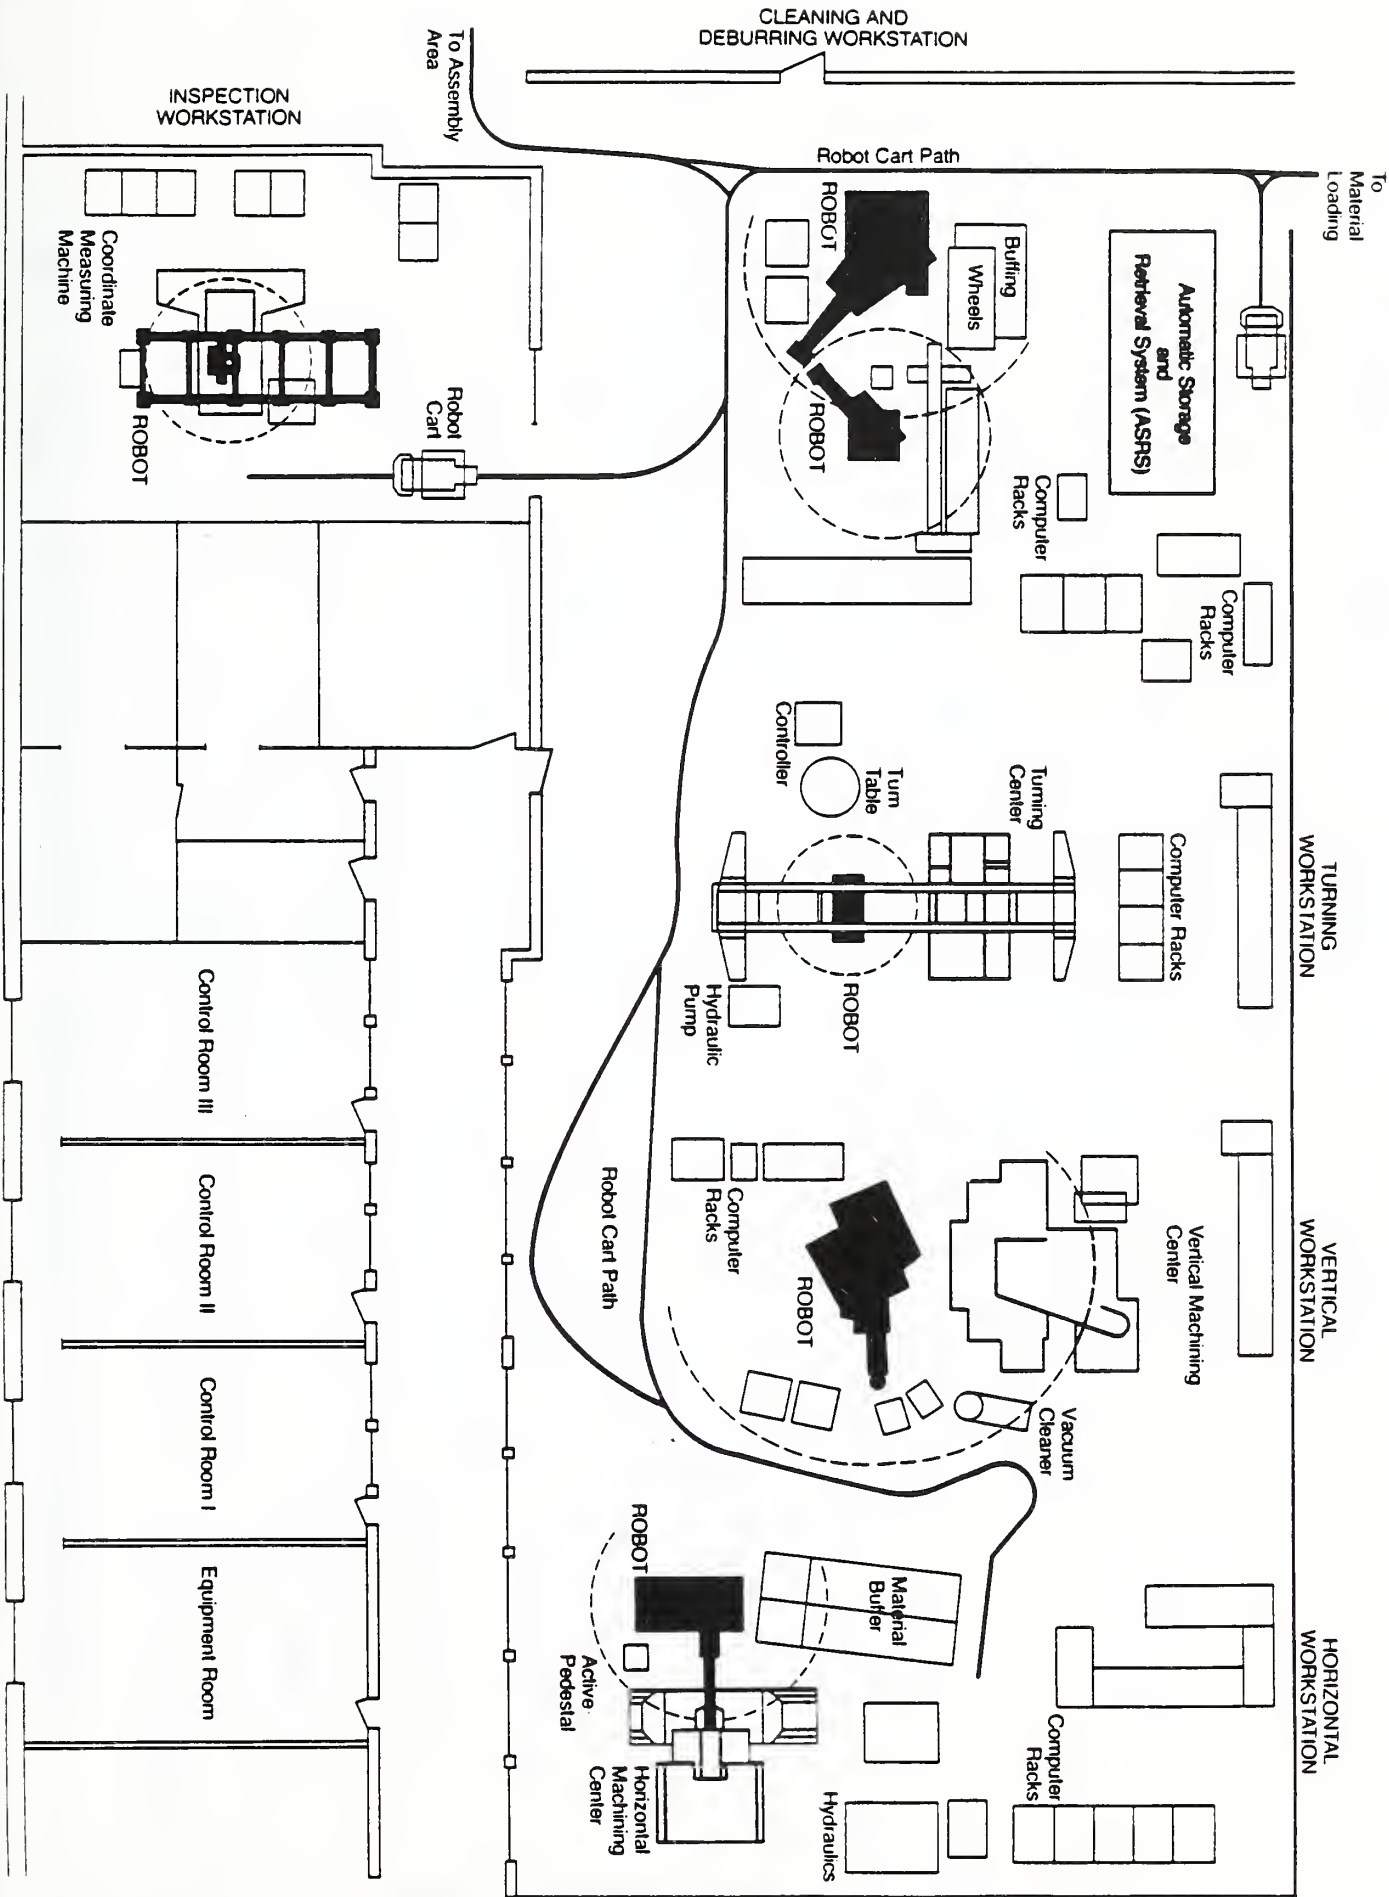 CLEANING AND
DEBURRING WORKSTATION
To Assembly
Area
INSPECTION
WORKSTATION
Robot Cart Path
To
Material
Loading
ROBOT
Buffing
Wheels
Automatic Storage
and
Retrieval System (ASRS)
Coordinate
Measuring
Machine
ROBOT
Robot
Cart
ROBOT
Computer
Racks
Computer
Racks
Controller
Turn
Table
Turning
Center
Computer Racks
TURNING
WORKSTATION
Hydraulic
Pump
ROBOT
Control Room III
Robot Cart Path
Computer
Racks
ROBOT
Vertical Machining
Center
VERTICAL
WORKSTATION
Control Room II
Vacuum
Cleaner
Control Room I
ROBOT
Material
Buffer
Equipment Room
Active
Pedestal
Horizontal
Machining
Center
Hydraulics
Computer
Racks
HORIZONTAL
WORKSTATION